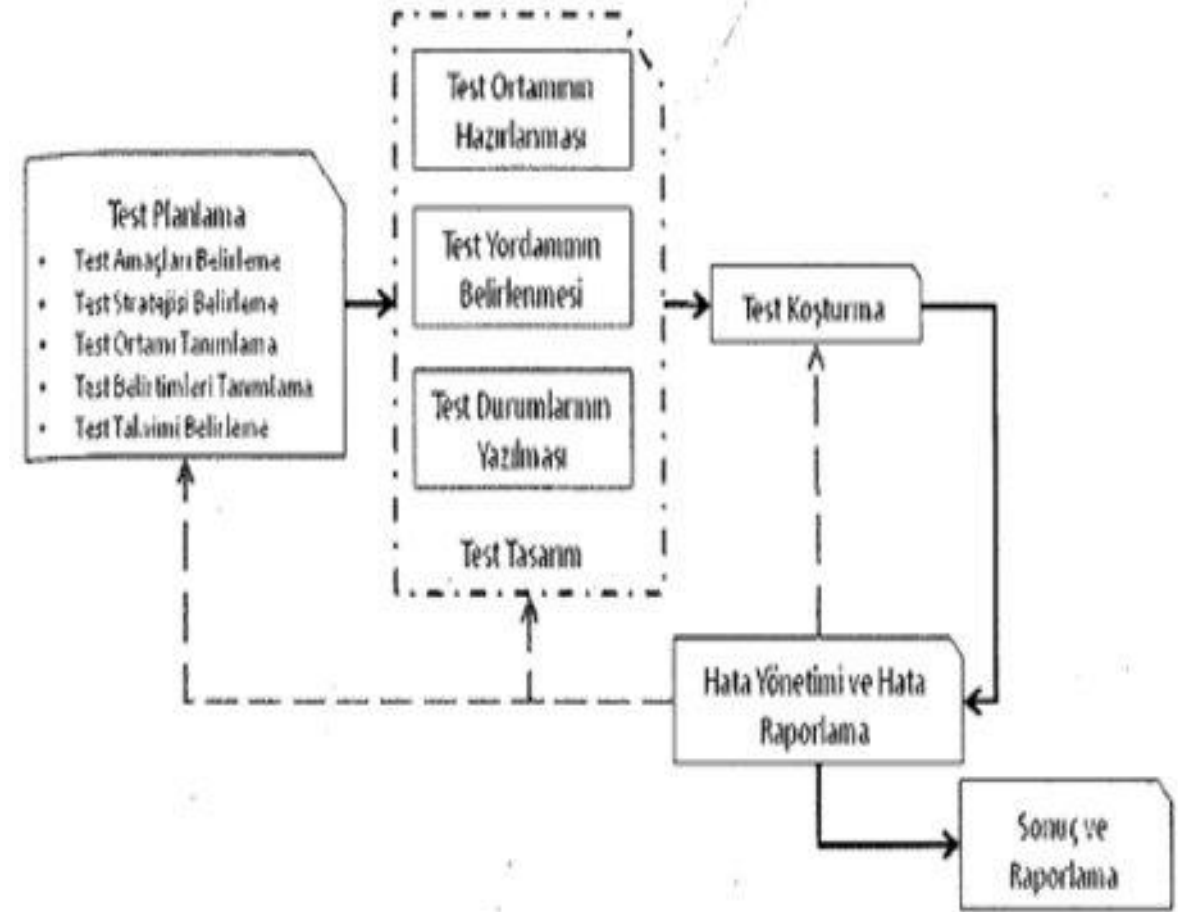 Test Planlama
• Test Amaçları Belirleme
• Test Stratejisi Belirleme
• Test Ortamı Tanımlama
• Test Belirtimleri Tanımlama
• Test Takvimi Belirleme
Test Ortamının
Hazırlanması
Test Yordamının
Belirlenmesi
Test Durumlarının
Yazılması
Test Tasarım
Test Koşturma
Hata Yönetimi ve Hata
Raporlama
Sonuç ve
Raporlama